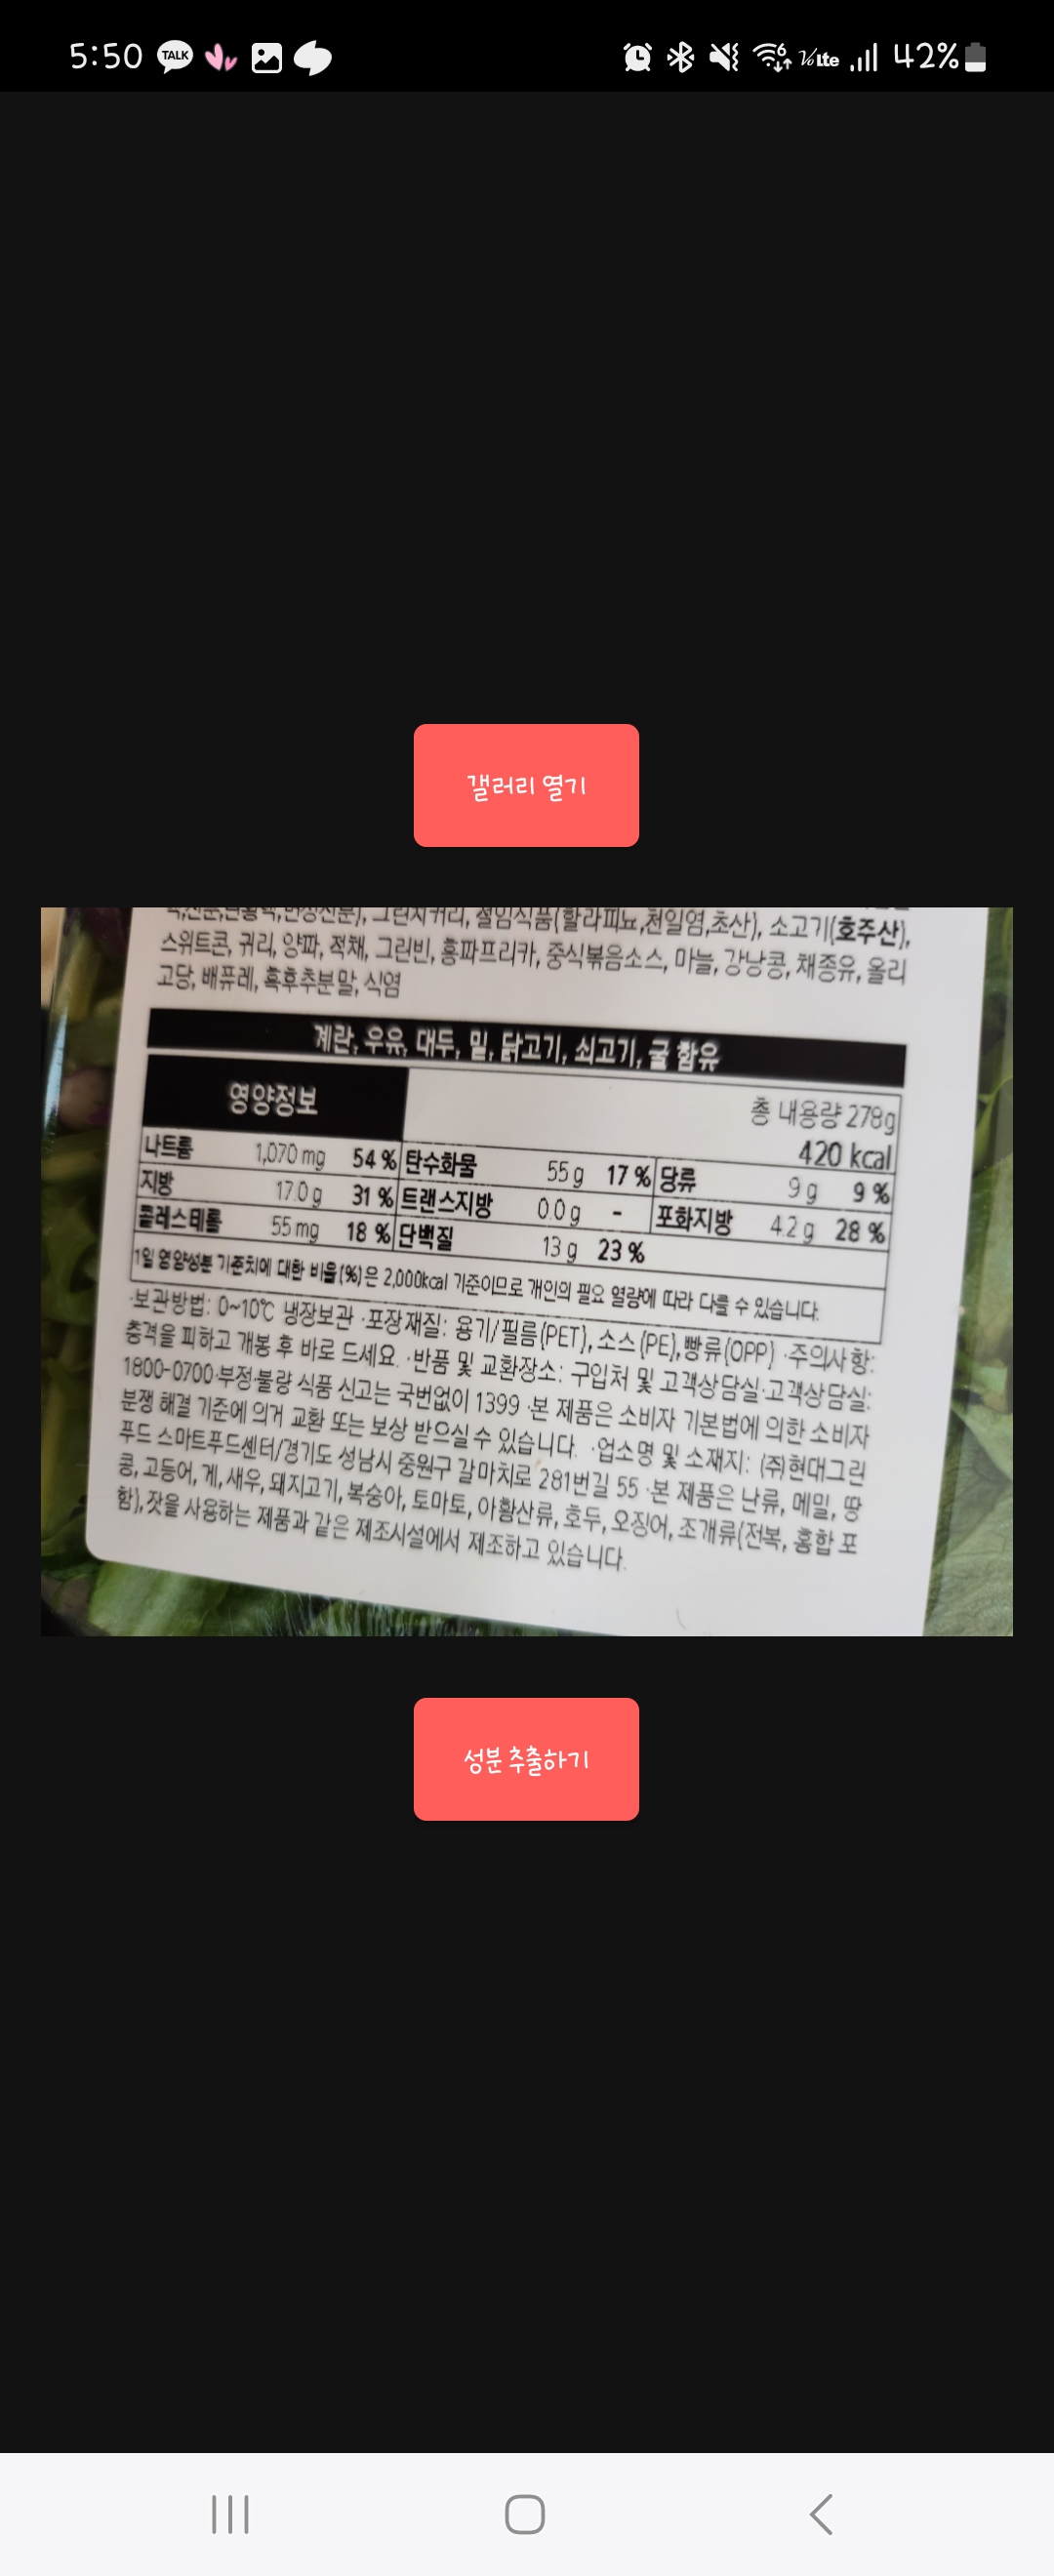 5:50 TALK 6 Volte 42%
갤러리 열기
절임식품{할라피뇨,천일염,초산}, 소고기(호주산),
스위트콘, 귀리, 양파, 적채, 그린빈, 홍파프리카, 중식볶음소스, 마늘, 강낭콩, 채종유, 올리
고당, 배퓨레, 흑후추분말, 식염
계란, 우유, 대두, 밀, 닭고기, 쇠고기, 굴 함유
영양정보
총 내용량 278g
420 kcal
나트륨 1,070 mg 54 % 탄수화물 55 g 17 % 당류 9 g 9 %
지방 17.0 g 31 % 트랜스지방 0.0 g - 포화지방 4.2 g 28 %
콜레스테롤 55 mg 18 % 단백질 13 g 23 %
1일 영양성분 기준치에 대한 비율(%)은 2,000kcal 기준이므로 개인의 필요 열량에 따라 다를 수 있습니다.
·보관방법: 0~10℃ 냉장보관 ·포장재질: 용기/필름{PET}, 소스{PE},빵류{OPP} ·주의사항:
충격을 피하고 개봉 후 바로 드세요. ·반품 및 교환장소: 구입처 및 고객상담실·고객상담실:
1800-0700·부정·불량 식품 신고는 국번없이 1399 ·본 제품은 소비자 기본법에 의한 소비자
분쟁 해결 기준에 의거 교환 또는 보상 받으실 수 있습니다. ·업소명 및 소재지: (주)현대그린
푸드 스마트푸드센터/경기도 성남시 중원구 갈마치로 281번길 55 ·본 제품은 난류, 메밀, 땅
콩, 고등어, 게, 새우, 돼지고기, 복숭아, 토마토, 아황산류, 호두, 오징어, 조개류(전복, 홍합 포
함), 잣을 사용하는 제품과 같은 제조시설에서 제조하고 있습니다.
성분 추출하기